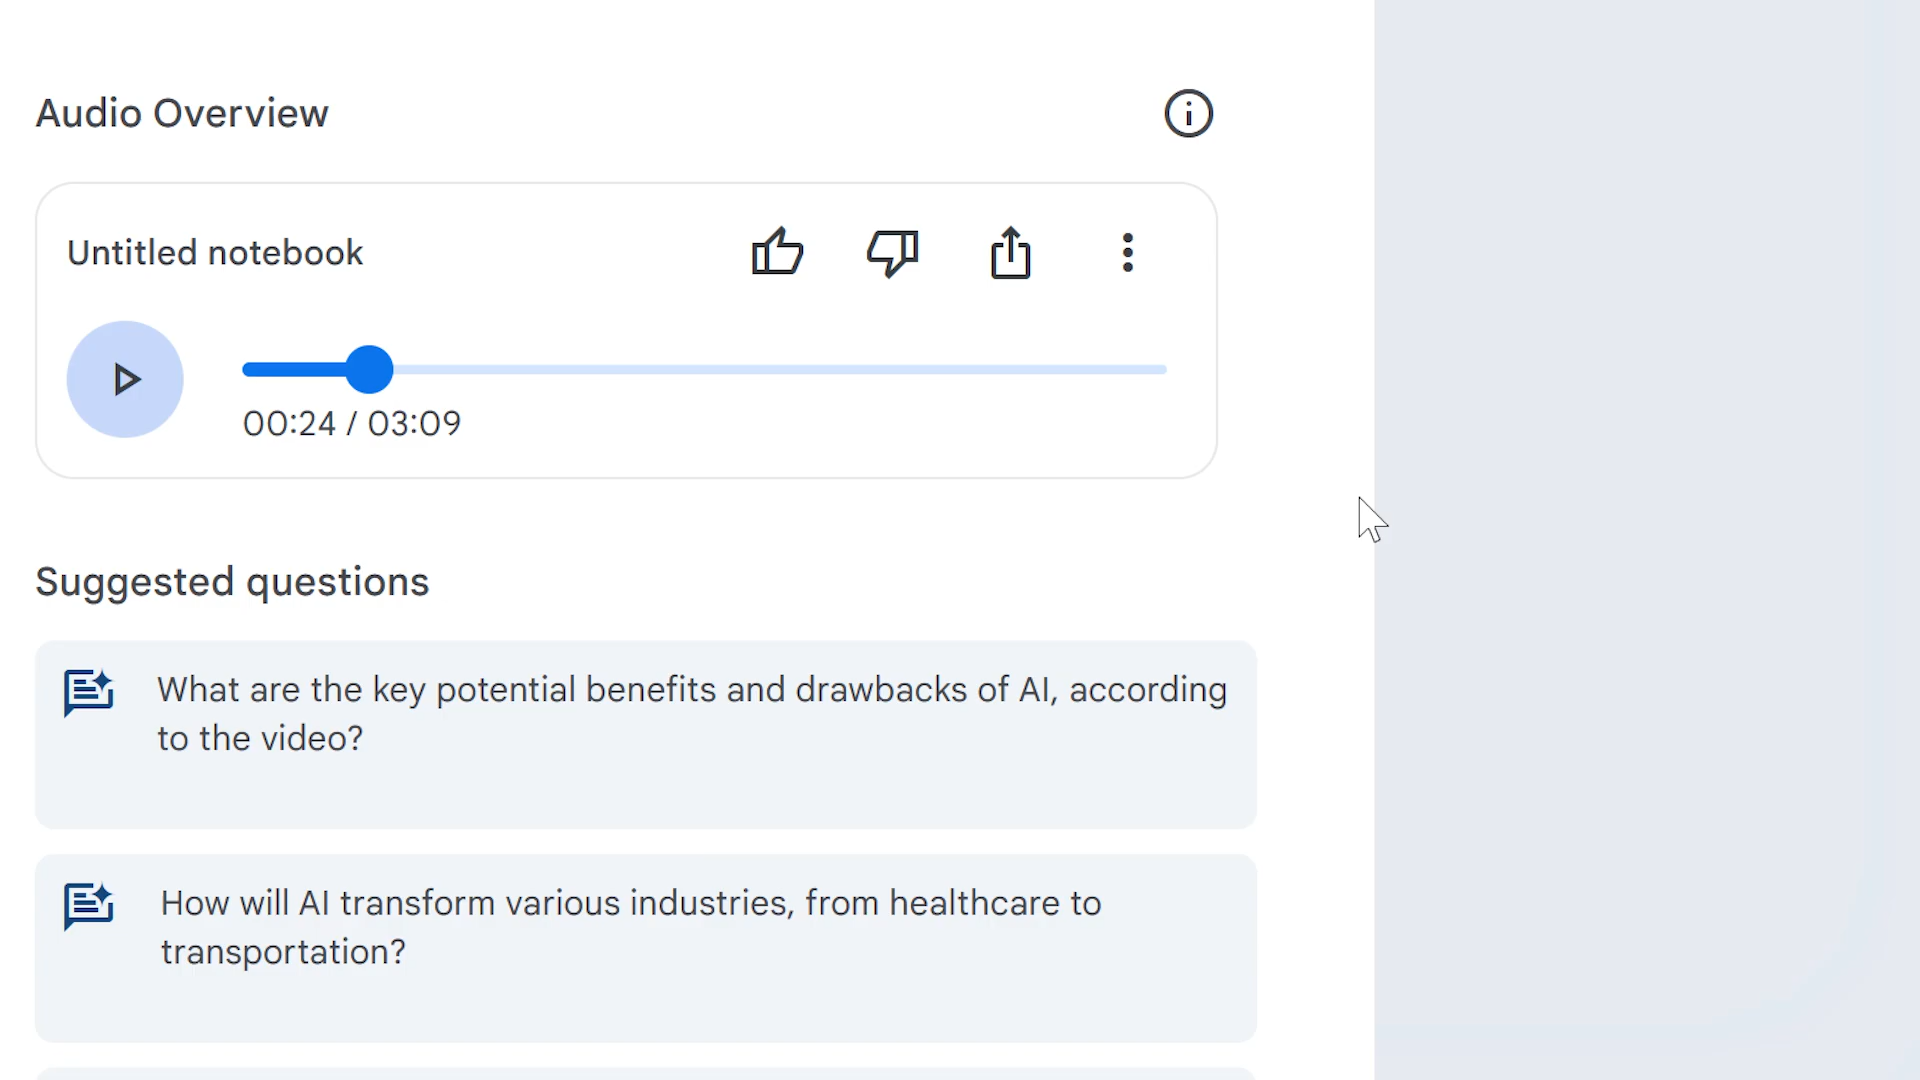 Audio Overview
Untitled notebook
00:24 / 03:09
Suggested questions
What are the key potential benefits and drawbacks of AI, according
to the video?
How will AI transform various industries, from healthcare to
transportation?